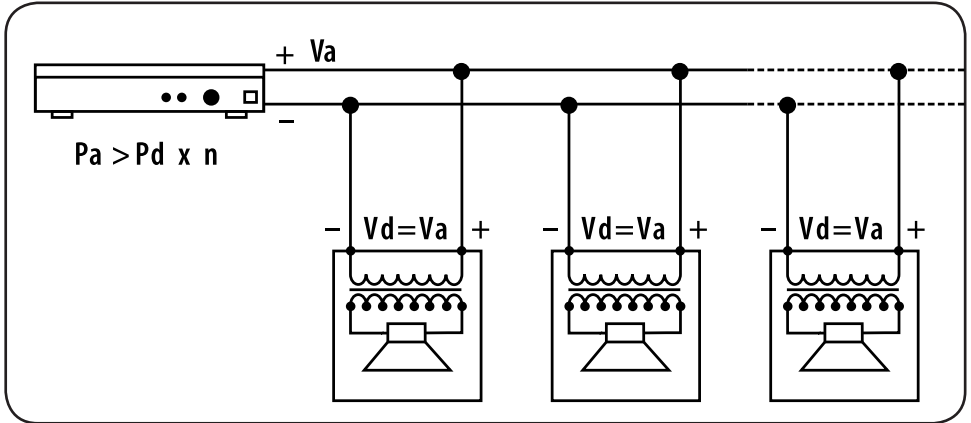 + Va
−
Pa > Pd x n
− Vd=Va + − Vd=Va + − Vd=Va +